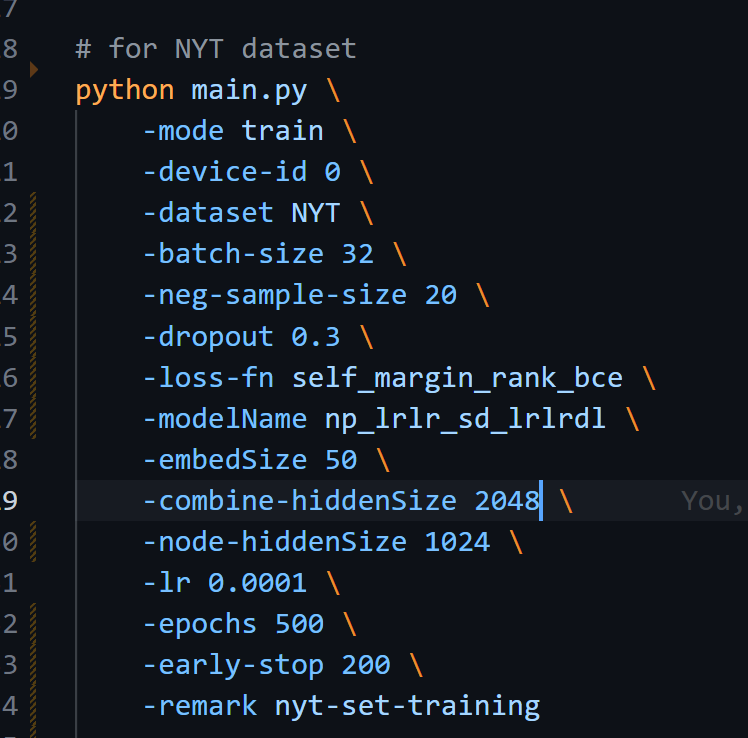 7
8 # for NYT dataset
9 python main.py \
0 -mode train \
1 -device-id 0 \
2 -dataset NYT \
3 -batch-size 32 \
4 -neg-sample-size 20 \
5 -dropout 0.3 \
6 -loss-fn self_margin_rank_bce \
7 -modelName np_lrlr_sd_lrlrdl \
8 -embedSize 50 \
9 -combine-hiddenSize 2048 \ You,
0 -node-hiddenSize 1024 \
1 -lr 0.0001 \
2 -epochs 500 \
3 -early-stop 200 \
4 -remark nyt-set-training